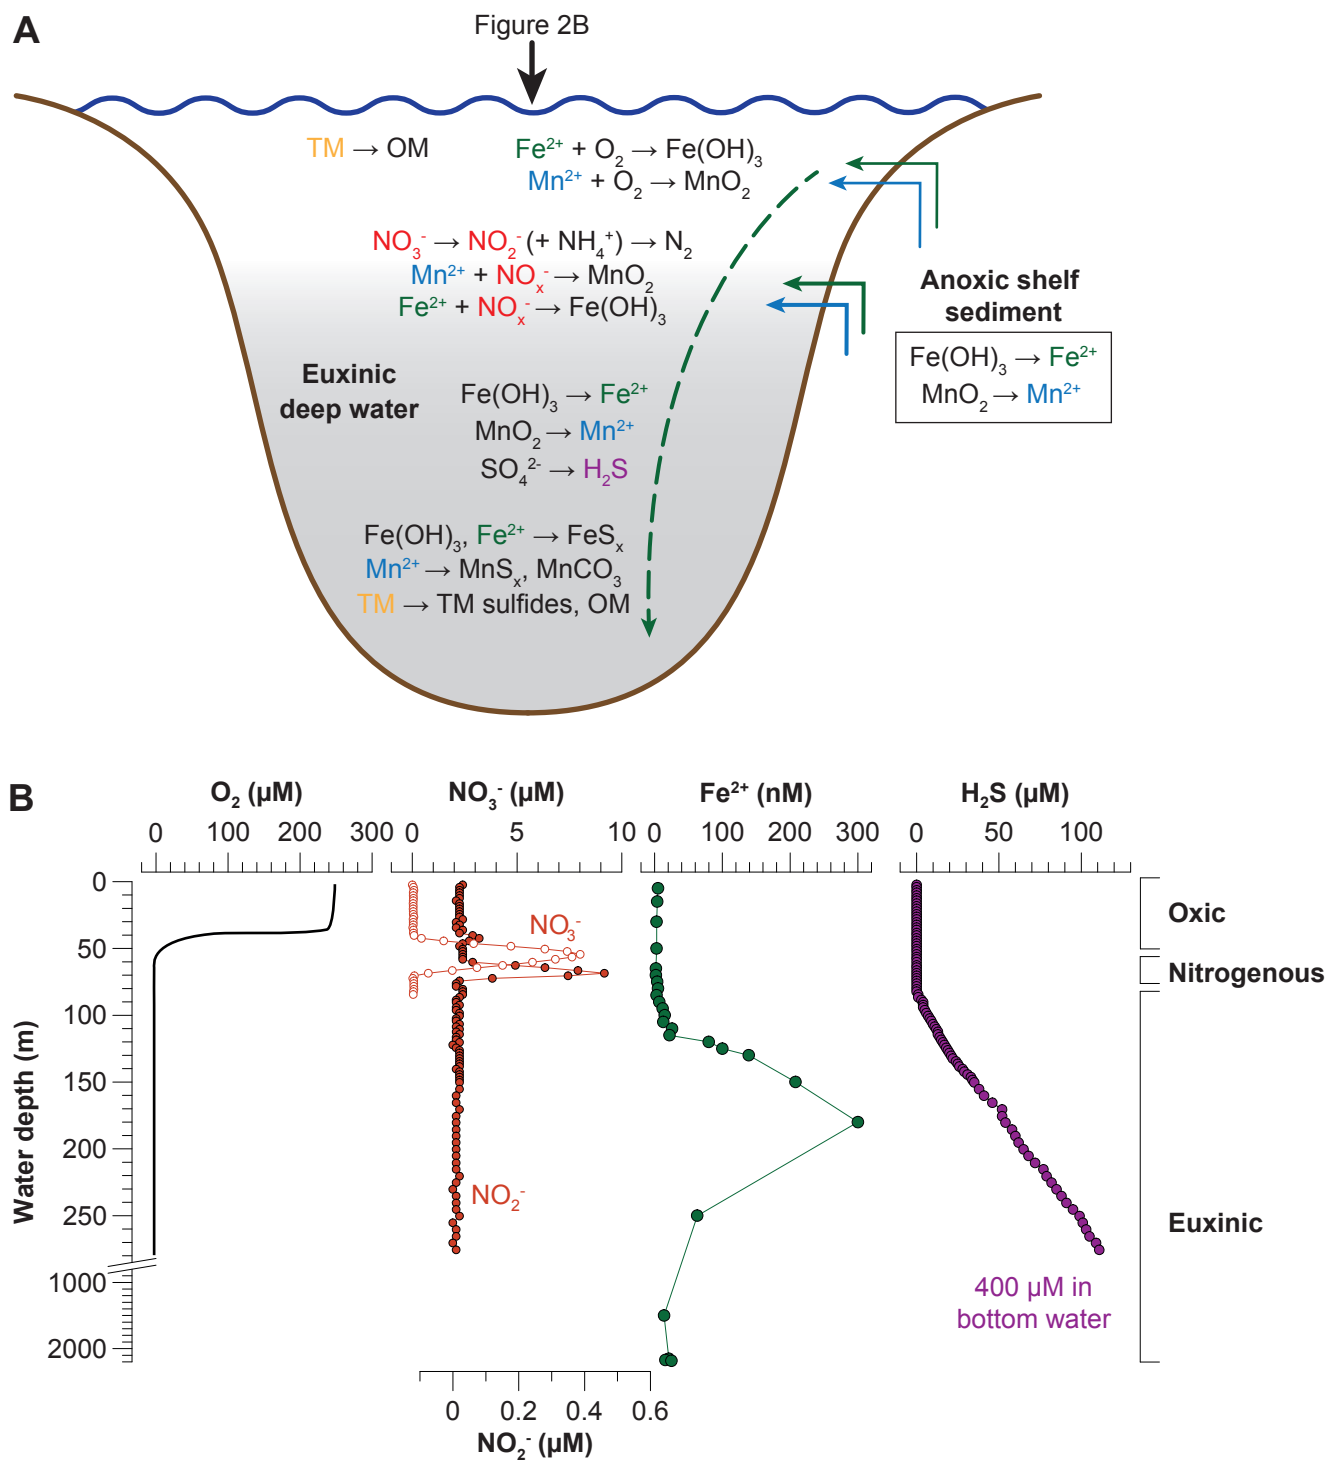 A
Figure 2B
TM → OM
Fe²⁺ + O₂ → Fe(OH)₃
Mn²⁺ + O₂ → MnO₂
NO₃⁻ → NO₂⁻ (+ NH₄⁺) → N₂
Mn²⁺ + NOₓ⁻ → MnO₂
Fe²⁺ + NOₓ⁻ → Fe(OH)₃
Anoxic shelf
sediment
Fe(OH)₃ → Fe²⁺
MnO₂ → Mn²⁺
Euxinic
deep water
Fe(OH)₃ → Fe²⁺
MnO₂ → Mn²⁺
SO₄²⁻ → H₂S
Fe(OH)₃, Fe²⁺ → FeSₓ
Mn²⁺ → MnSₓ, MnCO₃
TM → TM sulfides, OM
B
O₂ (µM) NO₃⁻ (µM) Fe²⁺ (nM) H₂S (µM)
0 100 200 300 0 5 10 0 100 200 300 0 50 100
Water depth (m)
0
50
100
150
200
250
1000
2000
NO₃⁻
NO₂⁻
400 µM in
bottom water
Oxic
Nitrogenous
Euxinic
0 0.2 0.4 0.6
NO₂⁻ (µM)